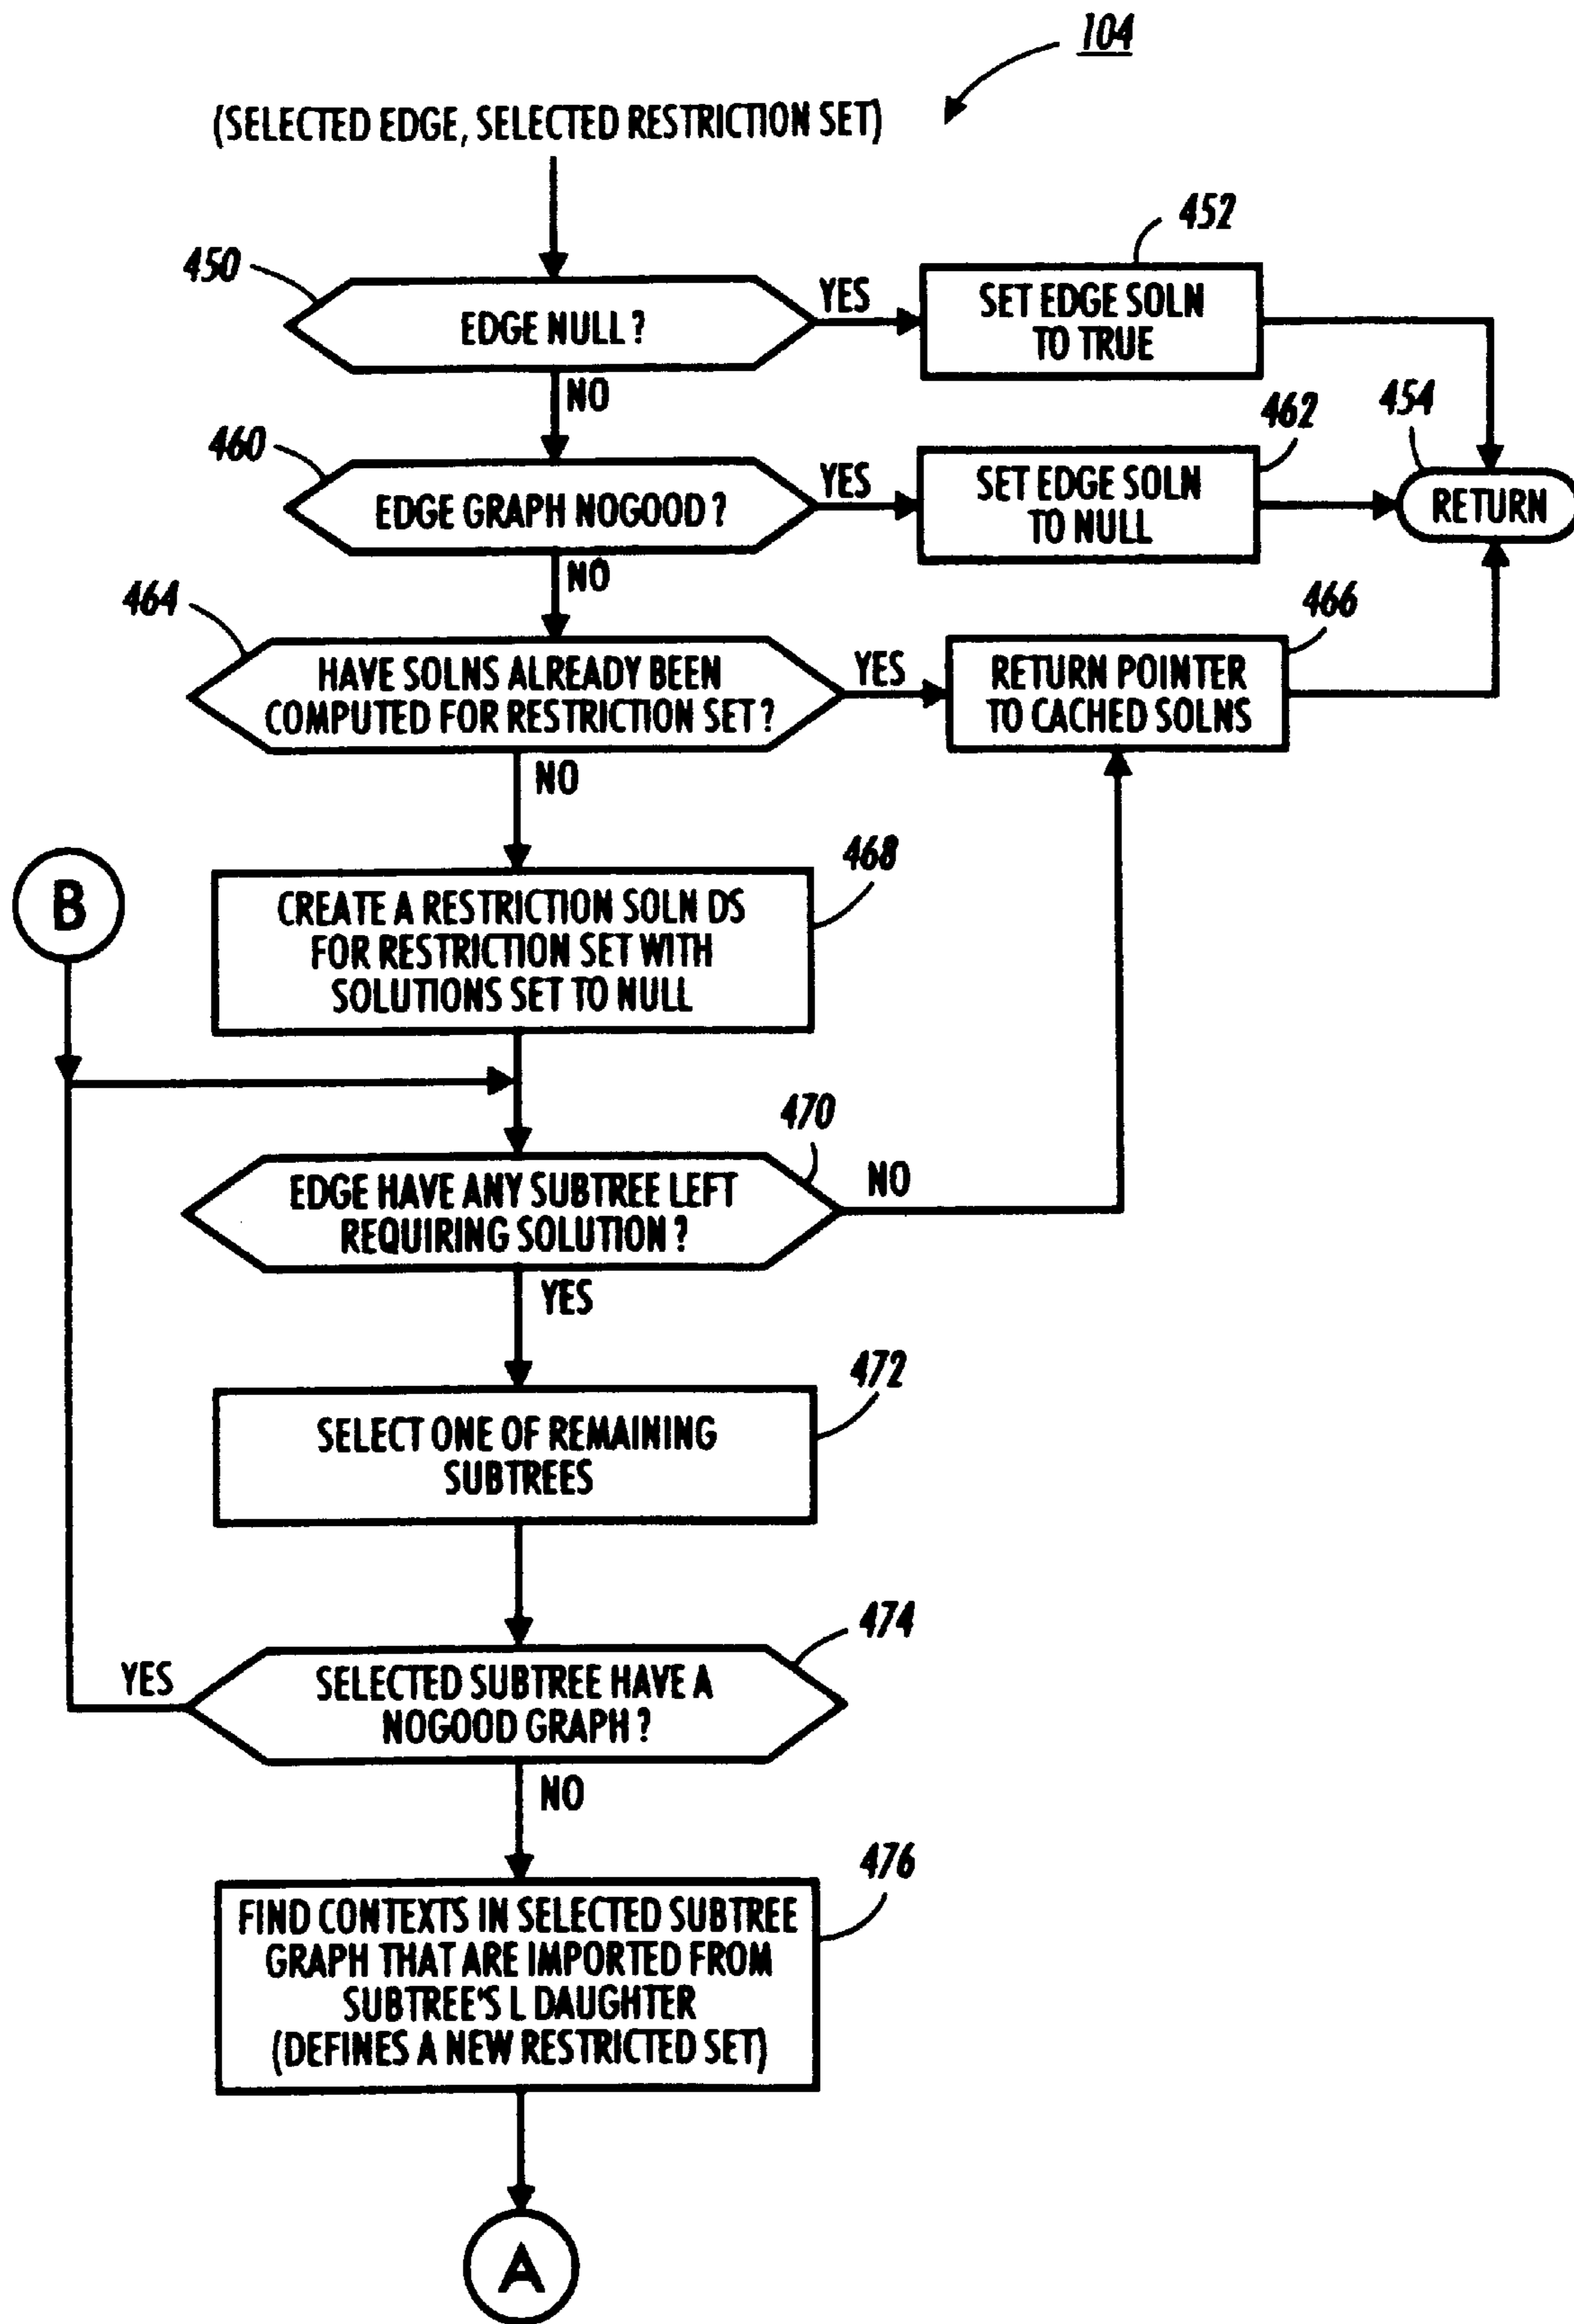 104
(SELECTED EDGE, SELECTED RESTRICTION SET)
452
450
EDGE NULL ?
YES
SET EDGE SOLN
TO TRUE
NO
454
462
460
EDGE GRAPH NOGOOD ?
YES
SET EDGE SOLN
TO NULL
RETURN
NO
464
466
HAVE SOLNS ALREADY BEEN
COMPUTED FOR RESTRICTION SET ?
YES
RETURN POINTER
TO CACHED SOLNS
NO
468
B
CREATE A RESTRICTION SOLN DS
FOR RESTRICTION SET WITH
SOLUTIONS SET TO NULL
470
EDGE HAVE ANY SUBTREE LEFT
REQUIRING SOLUTION ?
NO
YES
472
SELECT ONE OF REMAINING
SUBTREES
474
YES
SELECTED SUBTREE HAVE A
NOGOOD GRAPH ?
NO
476
FIND CONTEXTS IN SELECTED SUBTREE
GRAPH THAT ARE IMPORTED FROM
SUBTREE'S L DAUGHTER
(DEFINES A NEW RESTRICTED SET)
A